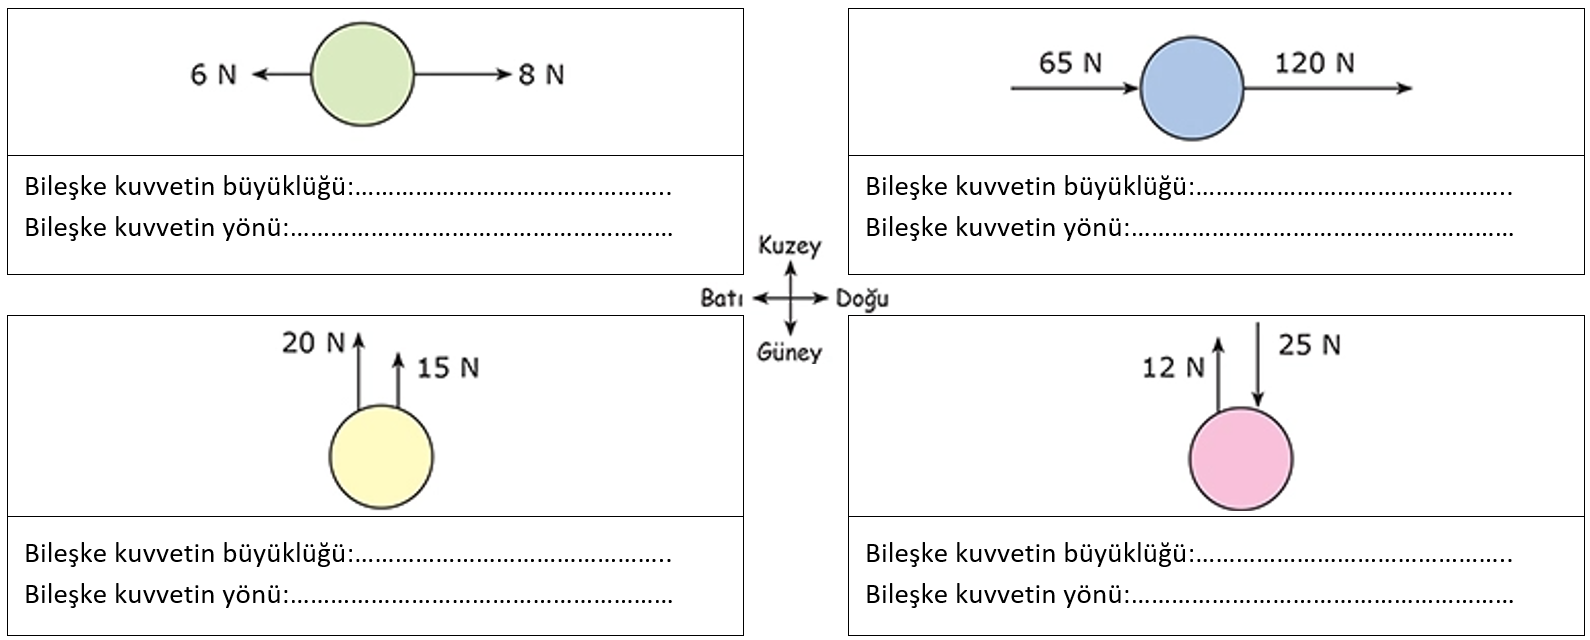 6 N 8 N
Bileşke kuvvetin büyüklüğü:……………………………………….
Bileşke kuvvetin yönü:…………………………………………………
65 N 120 N
Bileşke kuvvetin büyüklüğü:……………………………………….
Bileşke kuvvetin yönü:…………………………………………………
Kuzey
Batı Doğu
Güney
20 N 15 N
Bileşke kuvvetin büyüklüğü:……………………………………….
Bileşke kuvvetin yönü:…………………………………………………
12 N 25 N
Bileşke kuvvetin büyüklüğü:……………………………………….
Bileşke kuvvetin yönü:…………………………………………………